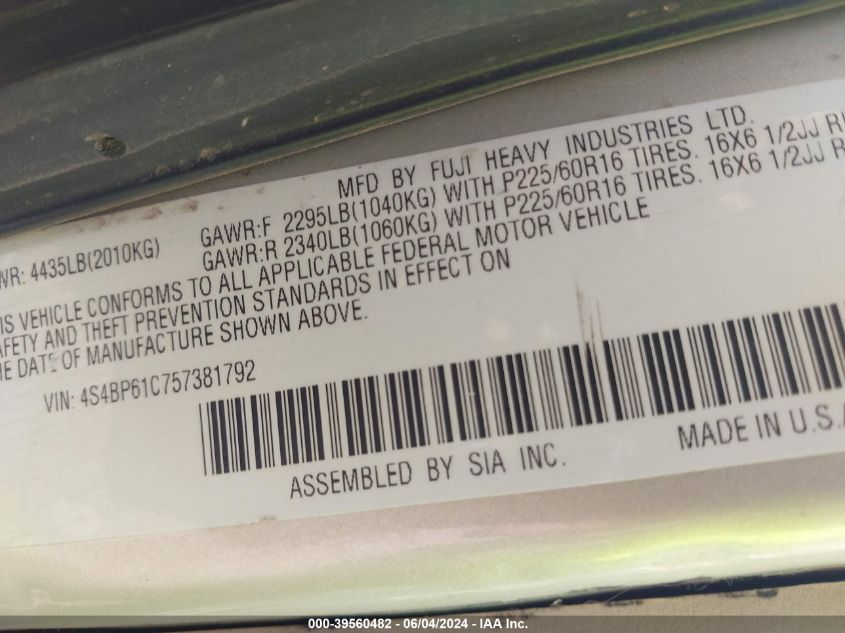 MFD BY FUJI HEAVY INDUSTRIES LTD.
WR: 4435LB(2010KG) GAWR:F 2295LB(1040KG) WITH P225/60R16 TIRES. 16X6 1/2JJ RI
GAWR:R 2340LB(1060KG) WITH P225/60R16 TIRES. 16X6 1/2JJ R
IS VEHICLE CONFORMS TO ALL APPLICABLE FEDERAL MOTOR VEHICLE
AFETY AND THEFT PREVENTION STANDARDS IN EFFECT ON
HE DATE OF MANUFACTURE SHOWN ABOVE.
VIN: 4S4BP61C757381792
ASSEMBLED BY SIA INC. MADE IN U.S.A
000-39560482 - 06/04/2024 - IAA Inc.